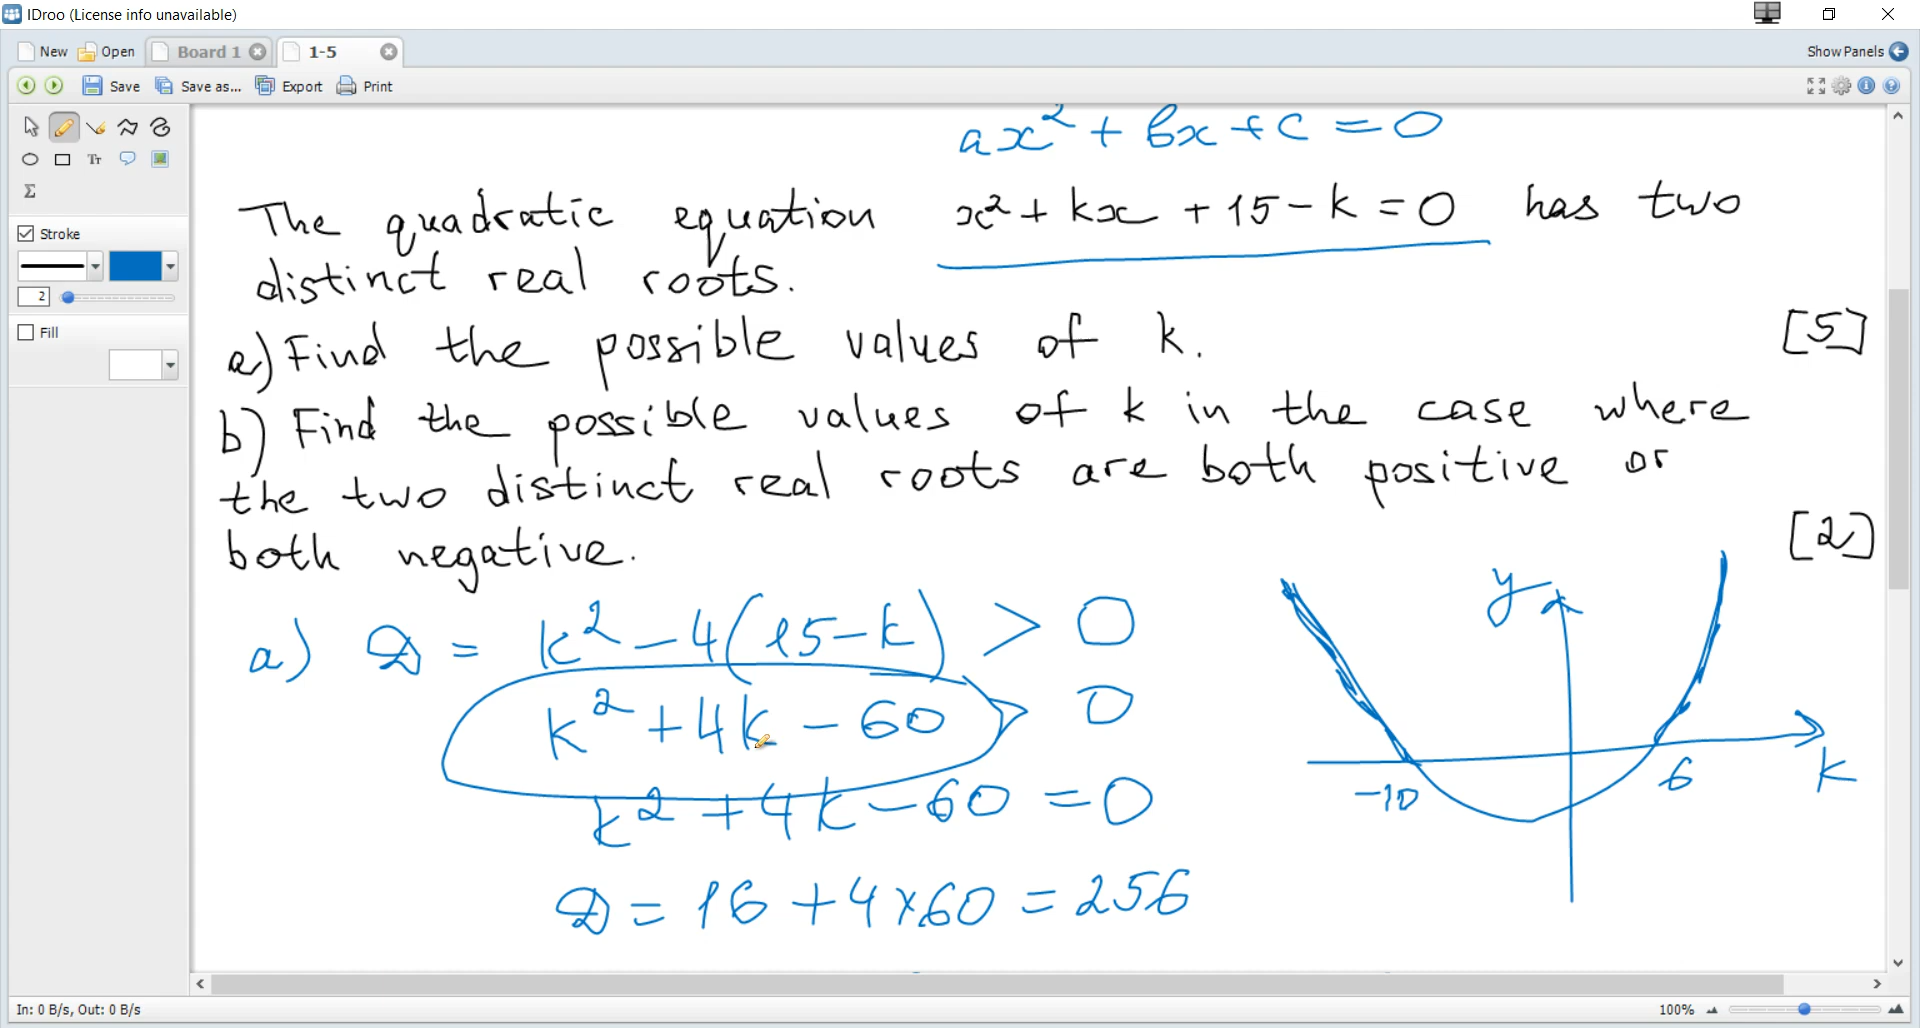 IDroo (License info unavailable)
New Open Board 1 1-5 Show Panels
Save Save as... Export Print
Tт
Σ
Stroke
2
Fill
ax² + bx + c = 0
The quadratic equation x² + kx + 15 - k = 0 has two
distinct real roots.
a) Find the possible values of k. [5]
b) Find the possible values of k in the case where
the two distinct real roots are both positive or
both negative. [2]
a) D = k² - 4(15 - k) > 0
k² + 4k - 60 > 0
k² + 4k - 60 = 0
D = 16 + 4×60 = 256
y
-10 6 k
In: 0 B/s, Out: 0 B/s 100%